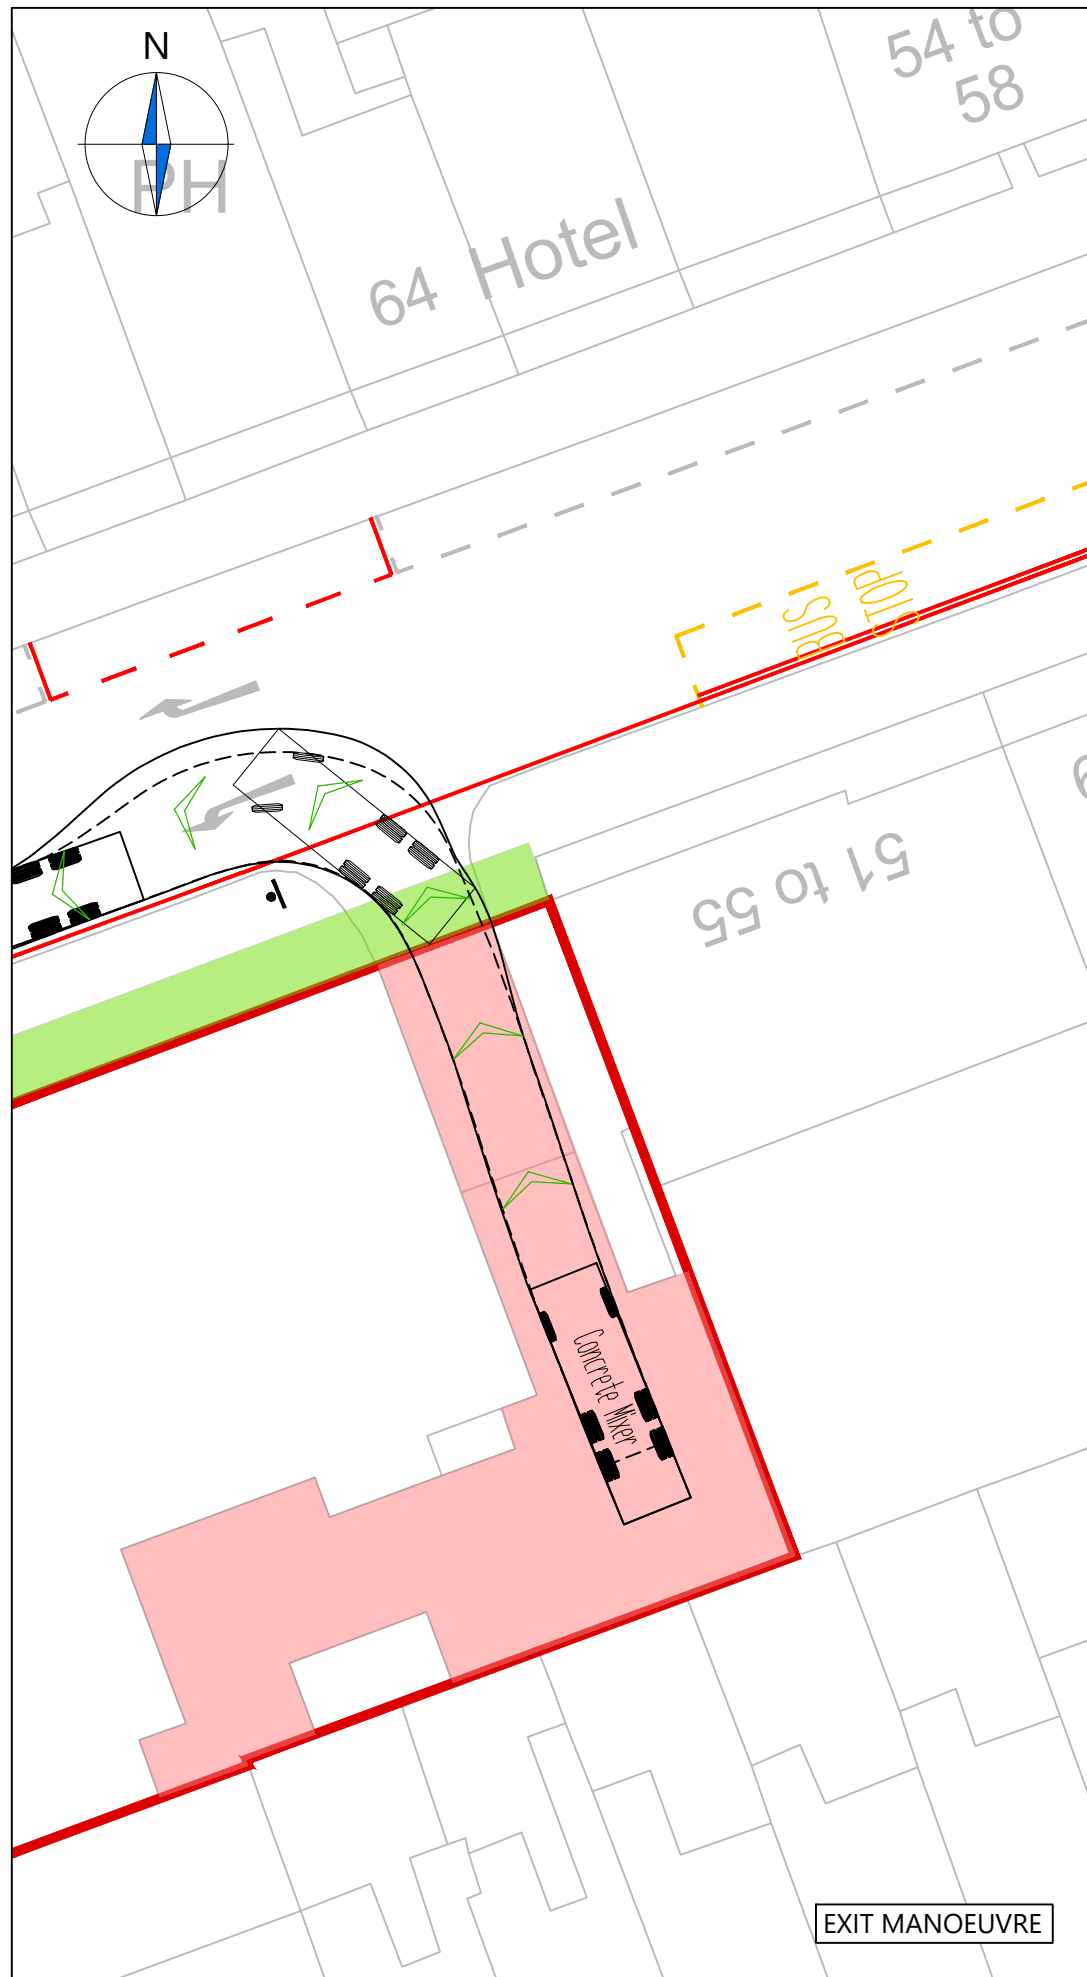 N
PH
54 to
58
64 Hotel
BUS
STOP
51 to 55
Concrete Mixer
EXIT MANOEUVRE